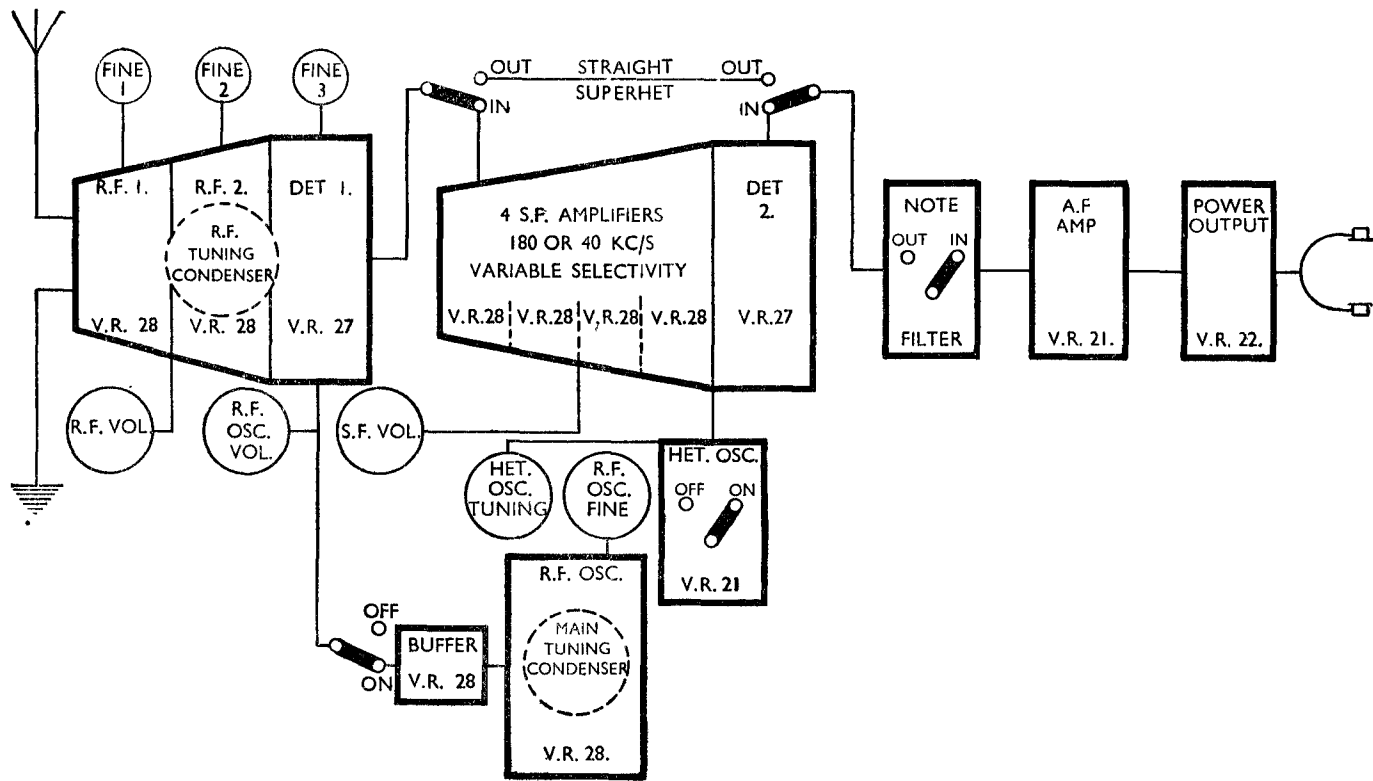 FINE
1
FINE
2
FINE
3
OUT STRAIGHT OUT
SUPERHET
IN
IN
R.F. 1.
R.F. 2.
DET 1.
R.F.
TUNING
CONDENSER
V.R. 28
V.R. 28
V.R. 27
4 S.F. AMPLIFIERS
180 OR 40 KC/S
VARIABLE SELECTIVITY
V.R.28 V.R.28 V.R.28 V.R.28
DET
2.
V.R.27
NOTE
OUT IN
FILTER
A.F
AMP
V.R. 21.
POWER
OUTPUT
V.R. 22.
R.F. VOL.
R.F.
OSC.
VOL.
S.F. VOL.
HET.
OSC.
TUNING
R.F.
OSC.
FINE
HET. OSC.
OFF ON
V.R. 21
OFF
ON
BUFFER
V.R. 28
R.F. OSC.
MAIN
TUNING
CONDENSER
V.R. 28.